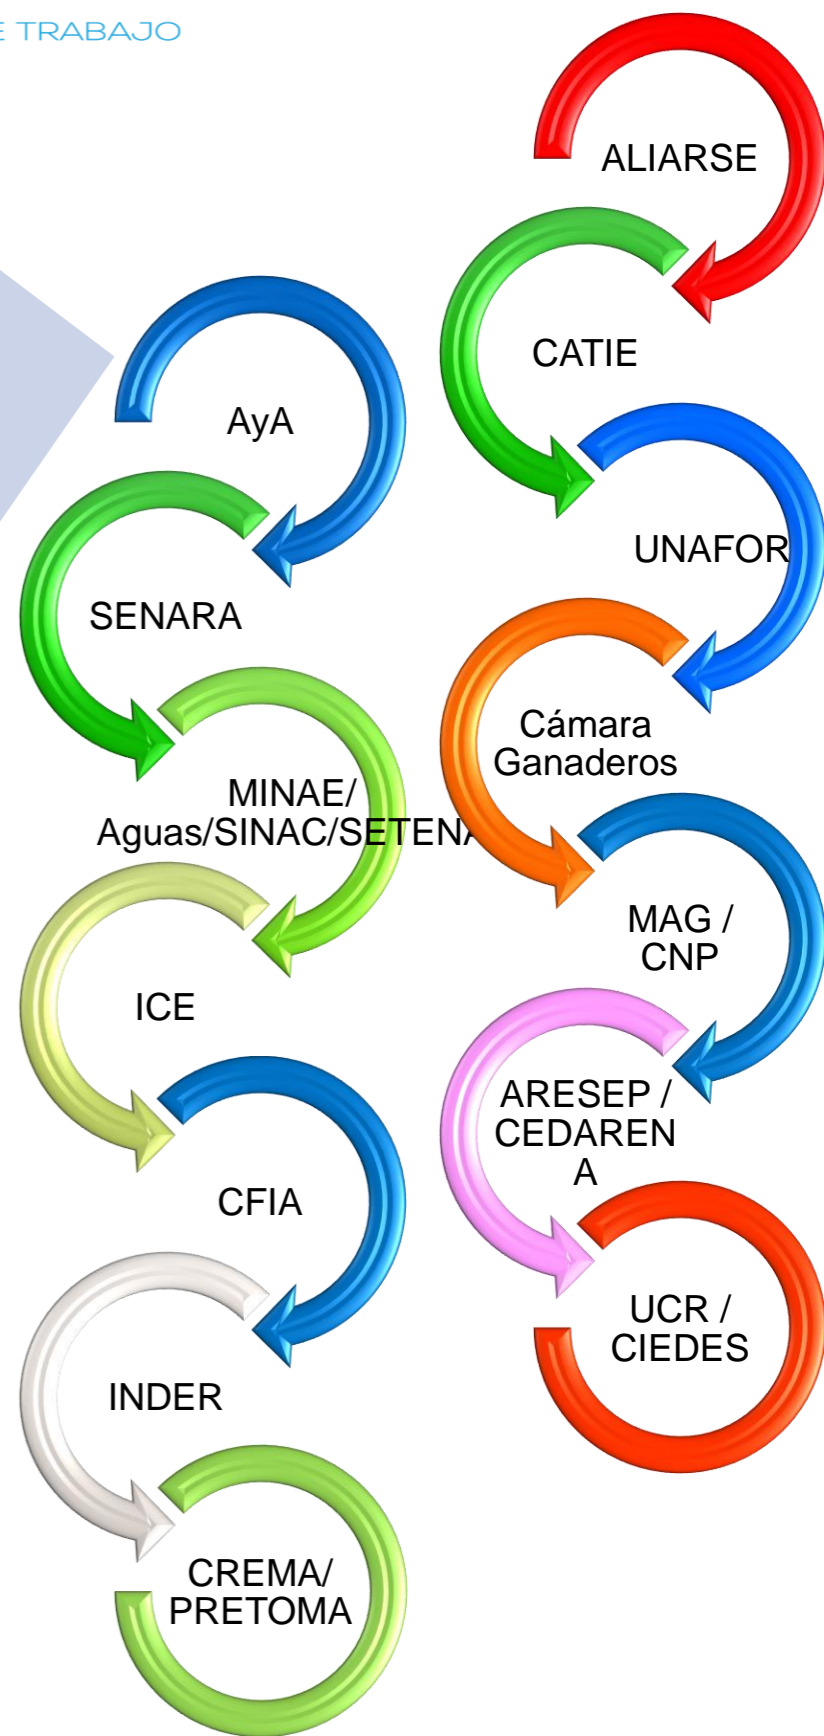 E TRABAJO
AyA
SENARA
MINAE/
Aguas/SINAC/SETENA
ICE
CFIA
INDER
CREMA/
PRETOMA
ALIARSE
CATIE
UNAFOR
Cámara
Ganaderos
MAG /
CNP
ARESEP /
CEDAREN
A
UCR /
CIEDES